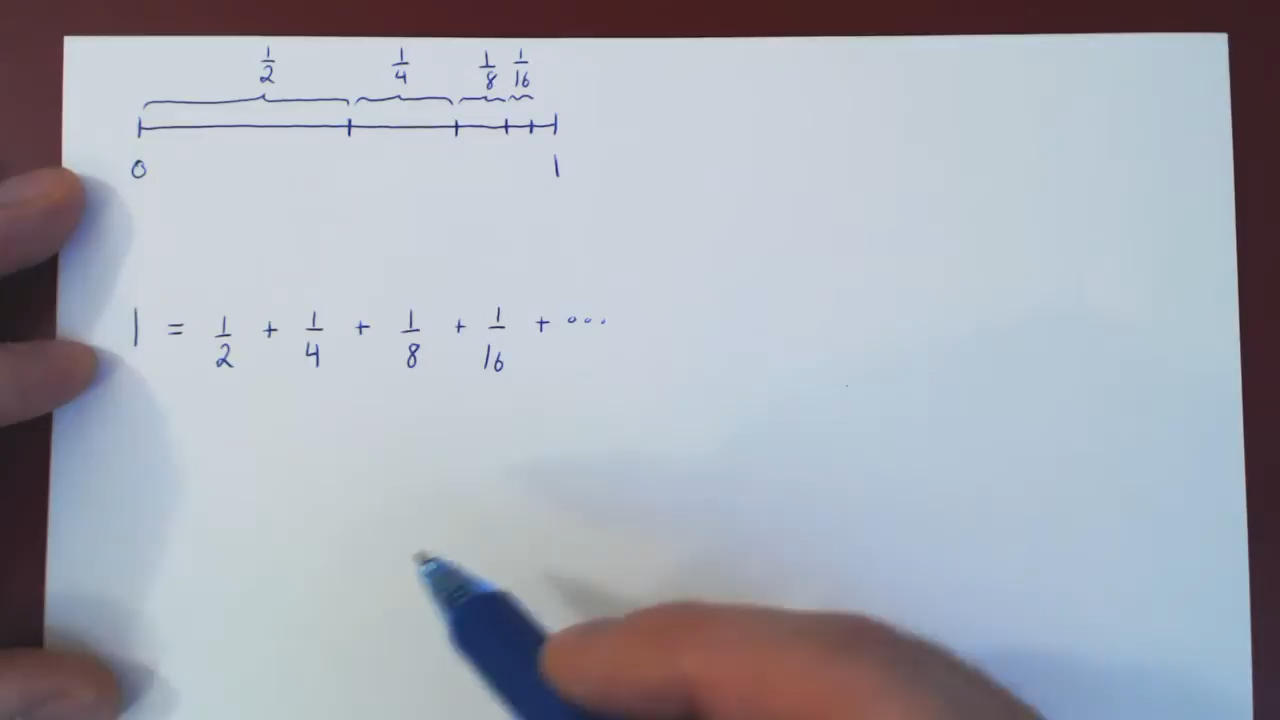 1/2 1/4 1/8 1/16
0 1
1 = 1/2 + 1/4 + 1/8 + 1/16 + ...